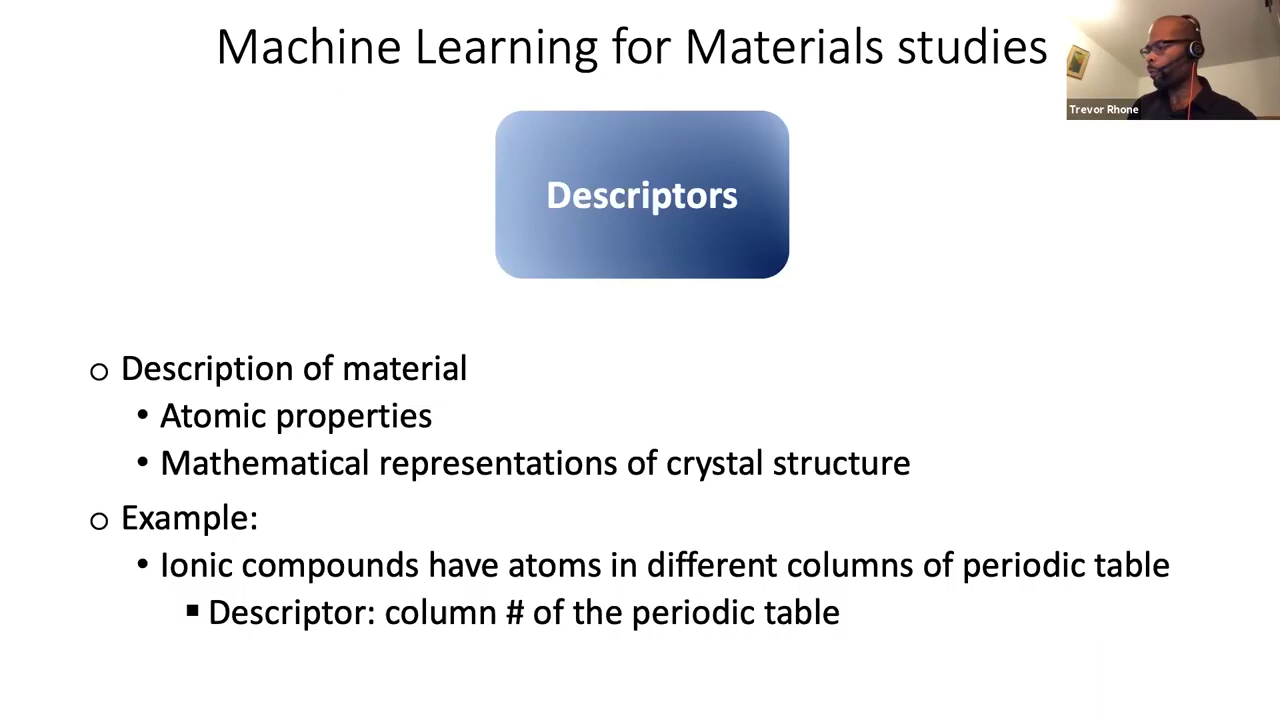 Machine Learning for Materials studies
Trevor Rhone
Descriptors
o Description of material
• Atomic properties
• Mathematical representations of crystal structure
o Example:
• Ionic compounds have atoms in different columns of periodic table
▪ Descriptor: column # of the periodic table